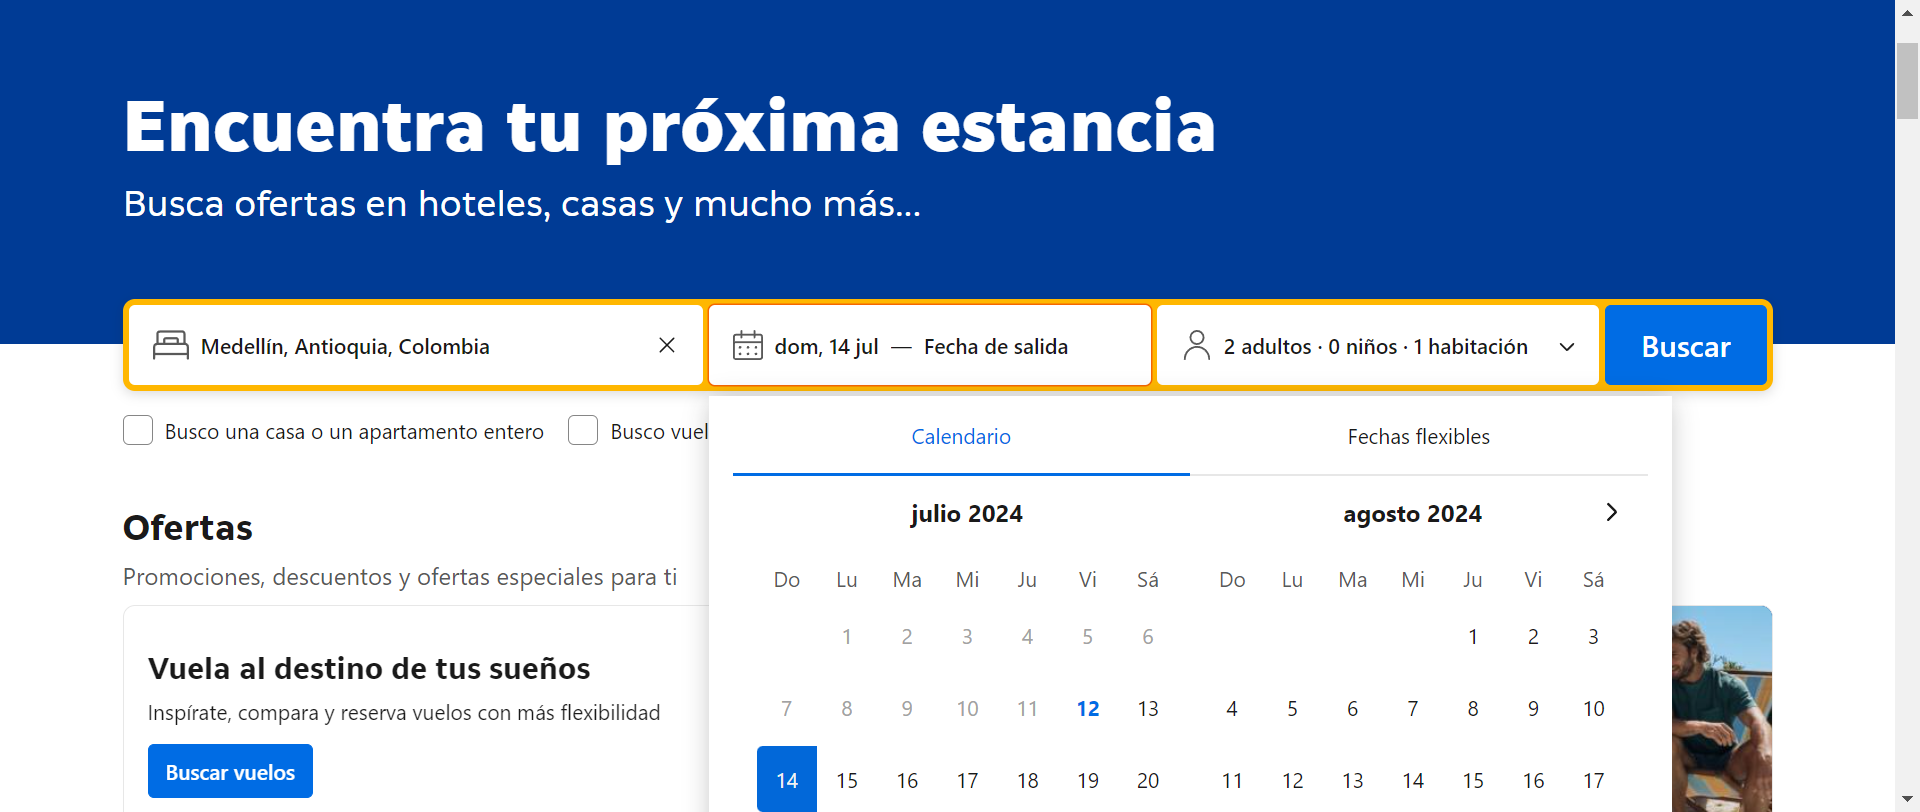 Encuentra tu próxima estancia
Busca ofertas en hoteles, casas y mucho más...
Medellín, Antioquia, Colombia
dom, 14 jul — Fecha de salida
2 adultos · 0 niños · 1 habitación
Buscar
Busco una casa o un apartamento entero
Busco vuel
Calendario
Fechas flexibles
julio 2024
Do Lu Ma Mi Ju Vi Sá
1 2 3 4 5 6
7 8 9 10 11 12 13
14 15 16 17 18 19 20
agosto 2024
Do Lu Ma Mi Ju Vi Sá
1 2 3
4 5 6 7 8 9 10
11 12 13 14 15 16 17
Ofertas
Promociones, descuentos y ofertas especiales para ti
Vuela al destino de tus sueños
Inspírate, compara y reserva vuelos con más flexibilidad
Buscar vuelos